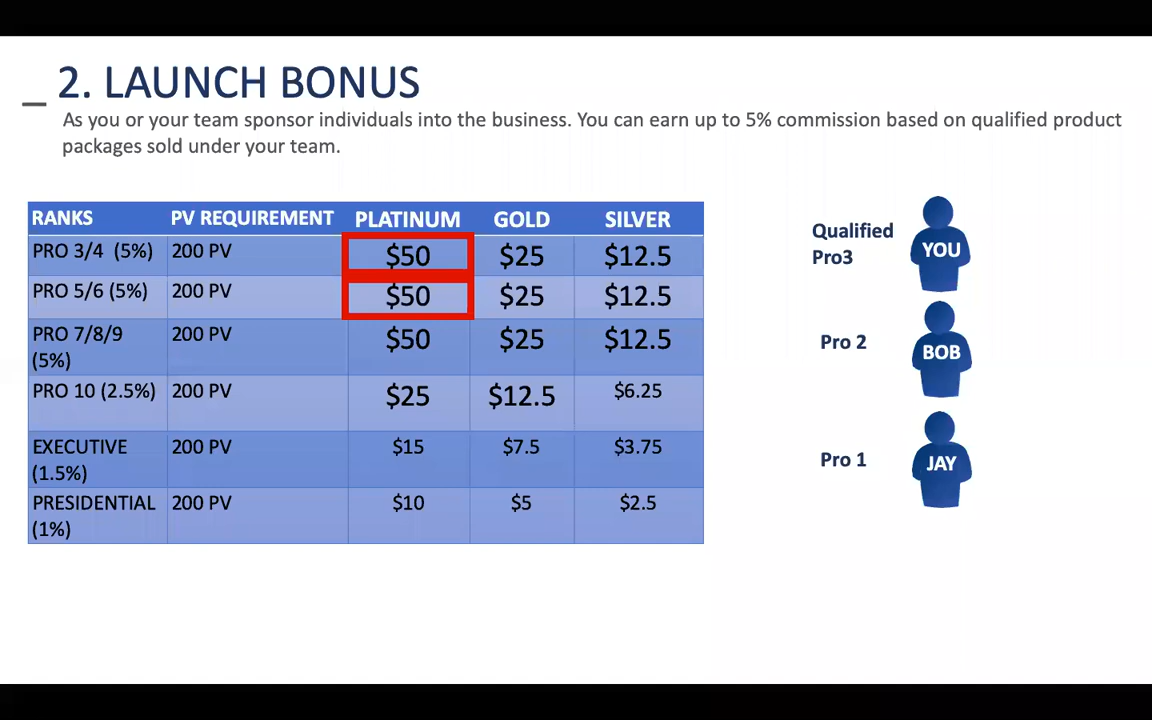 _ 2. LAUNCH BONUS
As you or your team sponsor individuals into the business. You can earn up to 5% commission based on qualified product
packages sold under your team.
RANKS PV REQUIREMENT PLATINUM GOLD SILVER
PRO 3/4 (5%) 200 PV $50 $25 $12.5
PRO 5/6 (5%) 200 PV $50 $25 $12.5
PRO 7/8/9
(5%) 200 PV $50 $25 $12.5
PRO 10 (2.5%) 200 PV $25 $12.5 $6.25
EXECUTIVE
(1.5%) 200 PV $15 $7.5 $3.75
PRESIDENTIAL
(1%) 200 PV $10 $5 $2.5
Qualified
Pro3
YOU
Pro 2
BOB
Pro 1
JAY